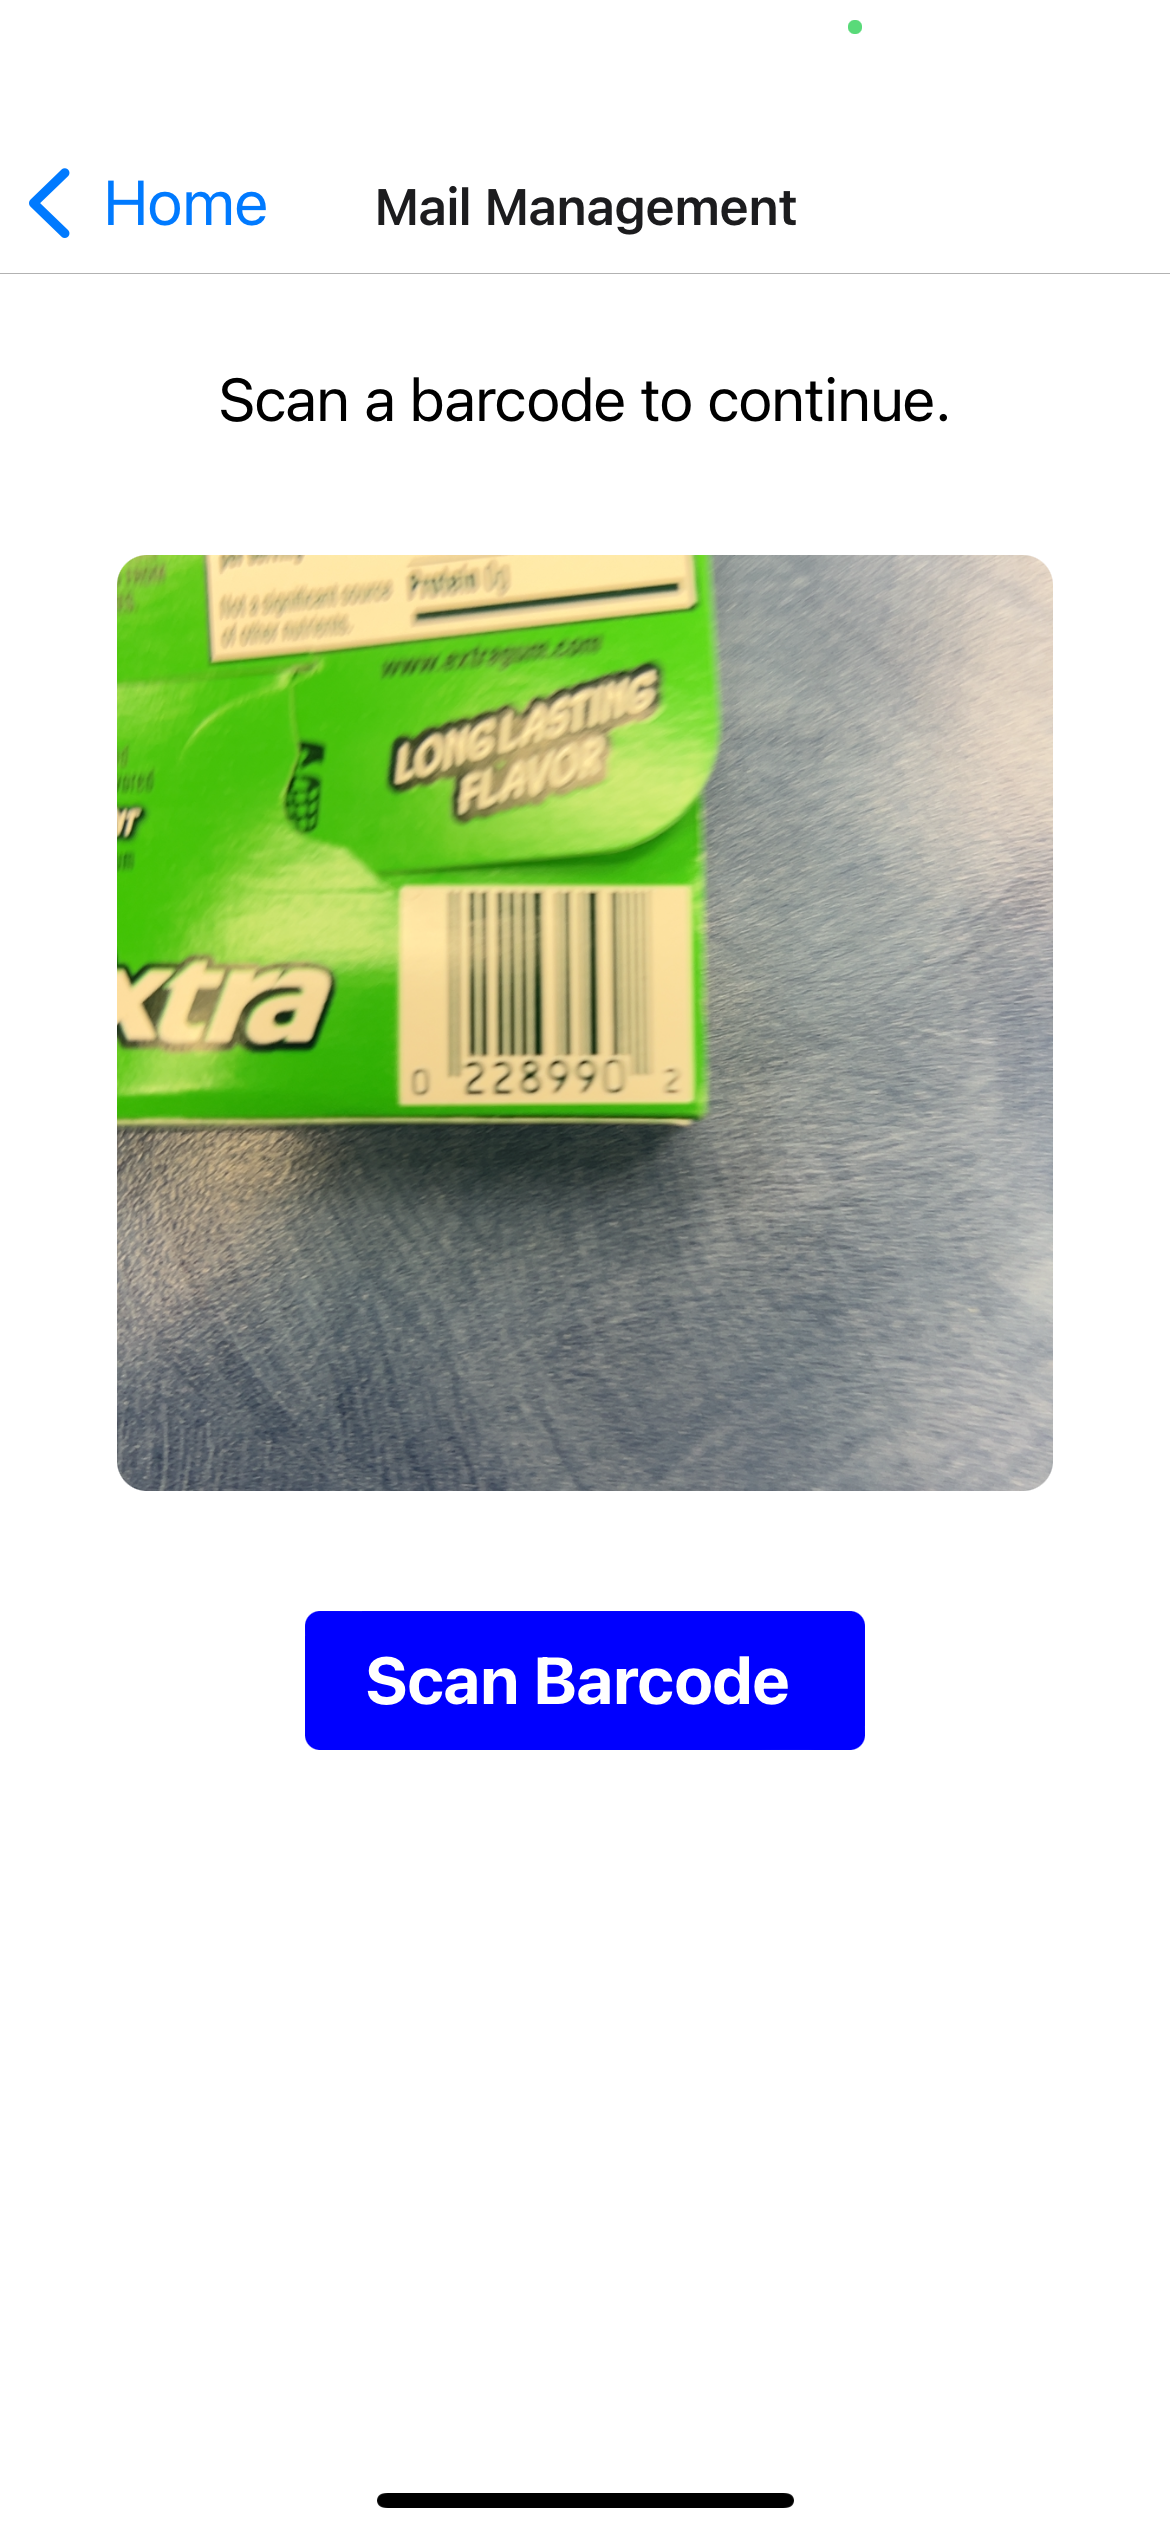 Home
Mail Management
Scan a barcode to continue.
Protein 0g
Not a significant source
of other nutrients.
www.extragum.com
LONG LASTING
FLAVOR
xtra
0 228990 2
Scan Barcode